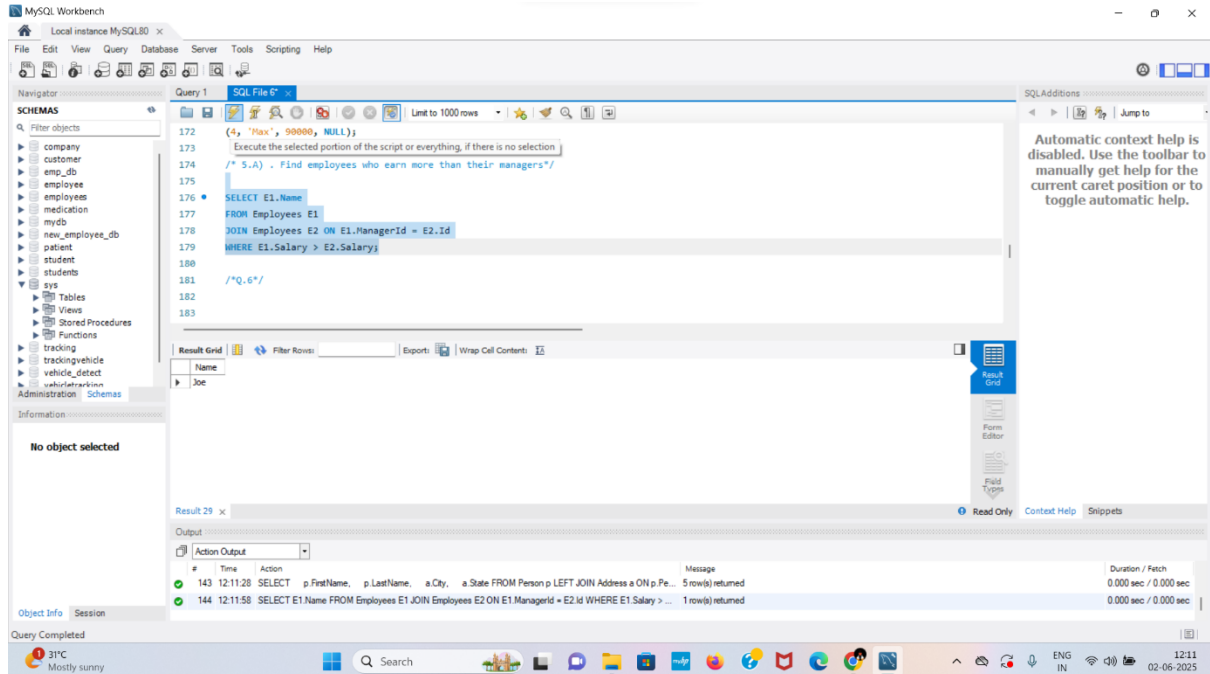 MySQL Workbench
Local instance MySQL80
File Edit View Query Database Server Tools Scripting Help
Navigator
SCHEMAS
Filter objects
company
customer
emp_db
employee
employees
medication
mydb
new_employee_db
patient
student
students
sys
Tables
Views
Stored Procedures
Functions
tracking
trackingvehicle
vehicle_detect
vehicletracking
Administration Schemas
Information
No object selected
Object Info Session
Query 1 SQL File 6*
Limit to 1000 rows
172 (4, 'Max', 90000, NULL);
173
Execute the selected portion of the script or everything, if there is no selection
174 /* 5.A) . Find employees who earn more than their managers*/
175
176 SELECT E1.Name
177 FROM Employees E1
178 JOIN Employees E2 ON E1.ManagerId = E2.Id
179 WHERE E1.Salary > E2.Salary;
180
181 /*Q.6*/
182
183
Result Grid Filter Rows: Export: Wrap Cell Content:
Name
Joe
Result Grid
Form Editor
Field Types
Result 29 Read Only
SQLAdditions
Jump to
Automatic context help is
disabled. Use the toolbar to
manually get help for the
current caret position or to
toggle automatic help.
Context Help Snippets
Output
Action Output
# Time Action Message Duration / Fetch
143 12:11:28 SELECT p.FirstName, p.LastName, a.City, a.State FROM Person p LEFT JOIN Address a ON p.Pe... 5 row(s) returned 0.000 sec / 0.000 sec
144 12:11:58 SELECT E1.Name FROM Employees E1 JOIN Employees E2 ON E1.ManagerId = E2.Id WHERE E1.Salary > ... 1 row(s) returned 0.000 sec / 0.000 sec
Query Completed
1
31°C
Mostly sunny
Search
ENG
IN
12:11
02-06-2025